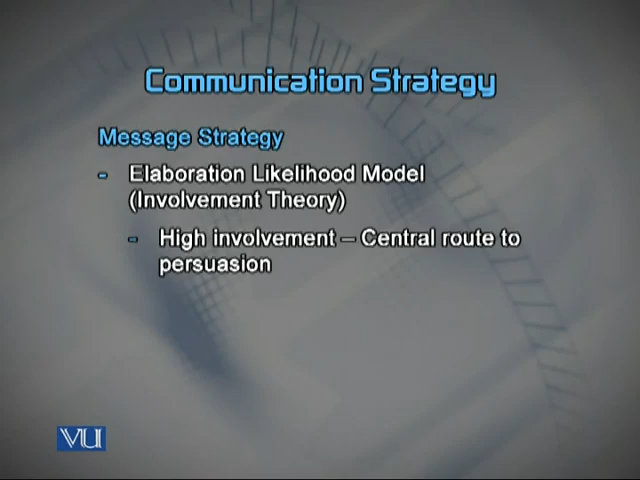 Communication Strategy
Message Strategy
- Elaboration Likelihood Model
(Involvement Theory)
- High involvement – Central route to
persuasion
VU